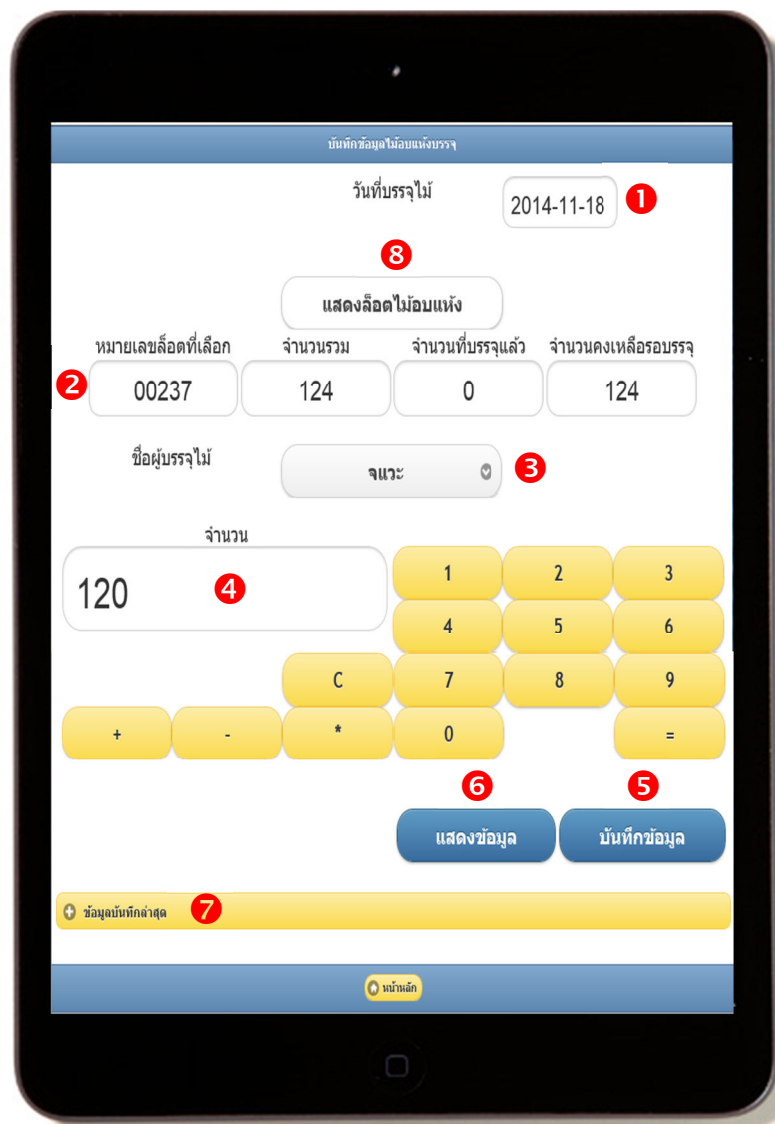 บันทึกข้อมูลไม้อบแห้งบรรจุ
วันที่บรรจุไม้ 2014-11-18 1
8
แสดงล็อตไม้อบแห้ง
หมายเลขล็อตที่เลือก จำนวนรวม จำนวนที่บรรจุแล้ว จำนวนคงเหลือรอบรรจุ
2 00237 124 0 124
ชื่อผู้บรรจุไม้ จแวะ 3
จำนวน
120 4
1 2 3
4 5 6
C 7 8 9
+ - * 0 =
6 5
แสดงข้อมูล บันทึกข้อมูล
ข้อมูลบันทึกล่าสุด 7
หน้าหลัก